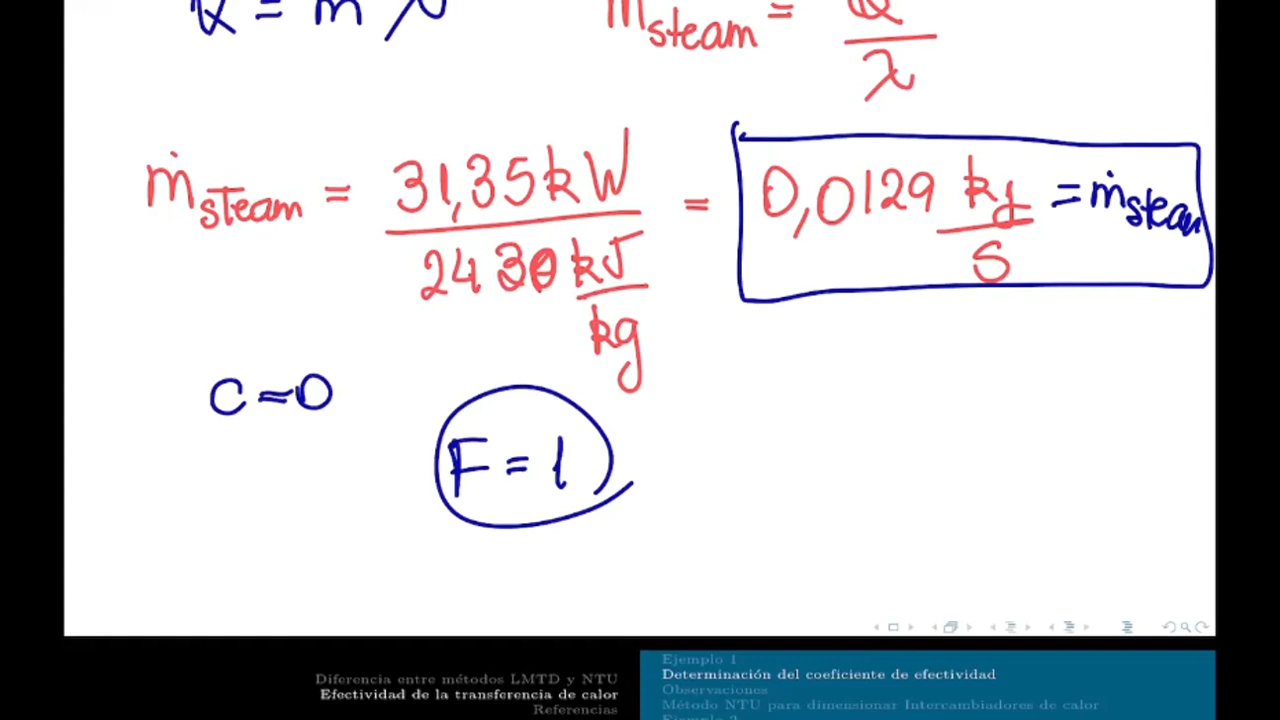 Q = ṁ λ
ṁsteam = Q / λ
ṁsteam = 31,35 kW / 2430 kJ/kg = 0,0129 kg/s = ṁsteam
C ≈ 0
F = 1
Diferencia entre métodos LMTD y NTU
Efectividad de la transferencia de calor
Referencias
Ejemplo 1
Determinación del coeficiente de efectividad
Observaciones
Método NTU para dimensionar Intercambiadores de calor
Ejemplo 2